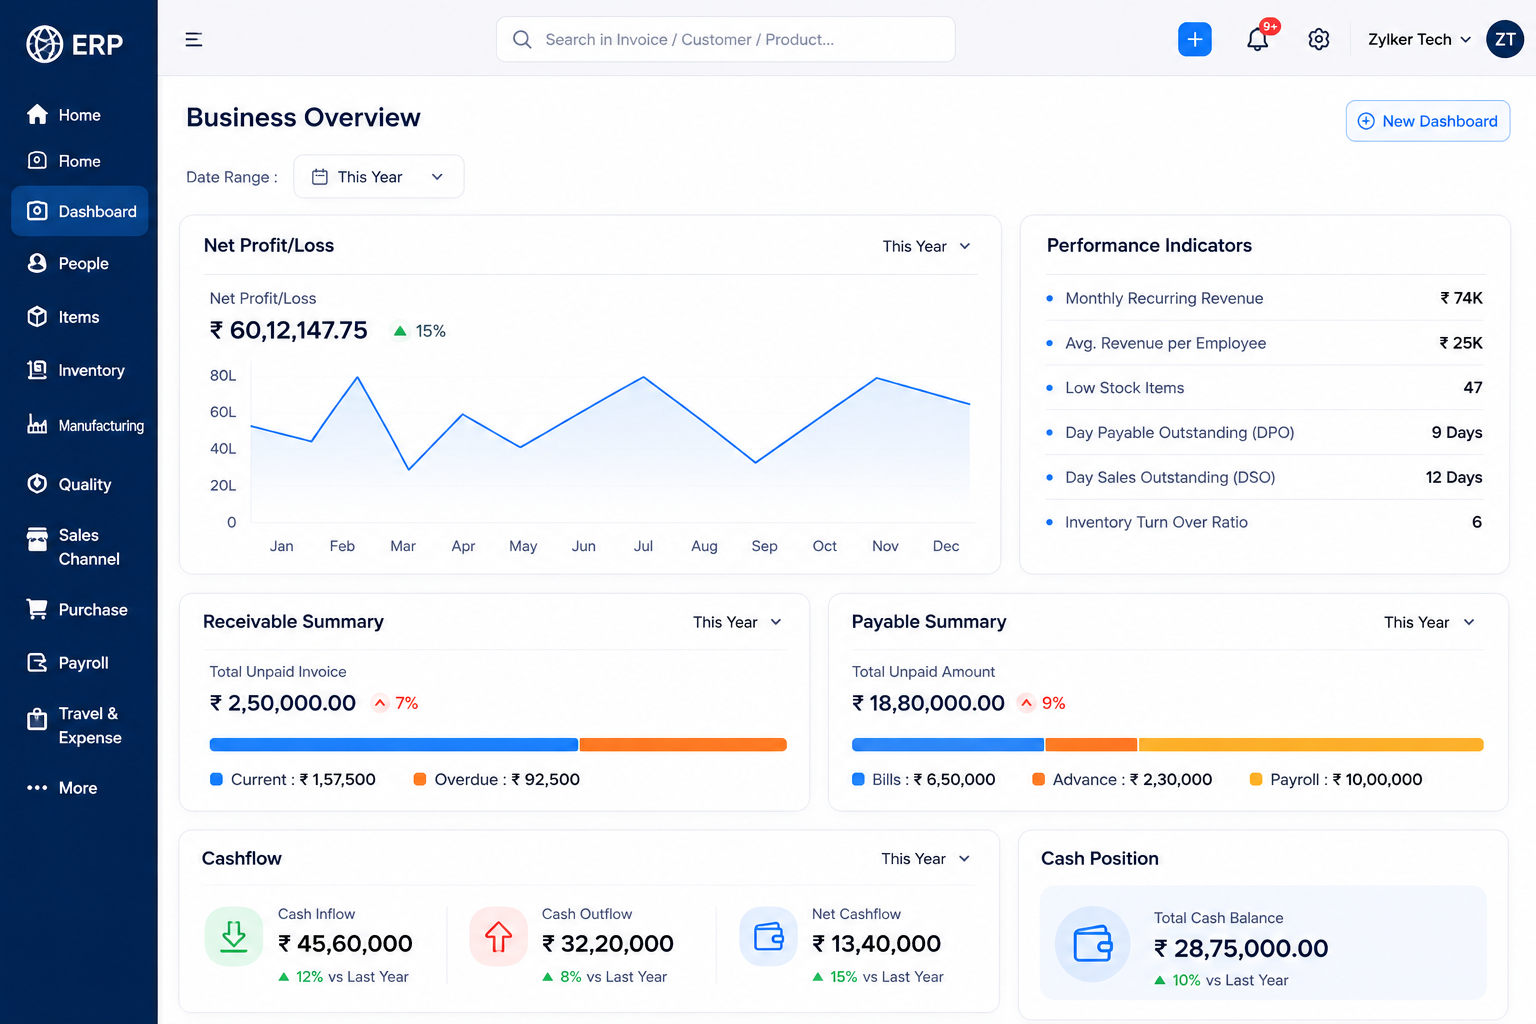 ERP
Search in Invoice / Customer / Product...
9+
Zylker Tech
ZT
Home
Home
Dashboard
People
Items
Inventory
Manufacturing
Quality
Sales
Channel
Purchase
Payroll
Travel &
Expense
More
Business Overview
New Dashboard
Date Range :
This Year
Net Profit/Loss
This Year
Net Profit/Loss
₹ 60,12,147.75
15%
80L
60L
40L
20L
0
Jan Feb Mar Apr May Jun Jul Aug Sep Oct Nov Dec
Performance Indicators
Monthly Recurring Revenue ₹ 74K
Avg. Revenue per Employee ₹ 25K
Low Stock Items 47
Day Payable Outstanding (DPO) 9 Days
Day Sales Outstanding (DSO) 12 Days
Inventory Turn Over Ratio 6
Receivable Summary
This Year
Total Unpaid Invoice
₹ 2,50,000.00
7%
Current : ₹ 1,57,500
Overdue : ₹ 92,500
Payable Summary
This Year
Total Unpaid Amount
₹ 18,80,000.00
9%
Bills : ₹ 6,50,000
Advance : ₹ 2,30,000
Payroll : ₹ 10,00,000
Cashflow
This Year
Cash Inflow
₹ 45,60,000
12% vs Last Year
Cash Outflow
₹ 32,20,000
8% vs Last Year
Net Cashflow
₹ 13,40,000
15% vs Last Year
Cash Position
Total Cash Balance
₹ 28,75,000.00
10% vs Last Year